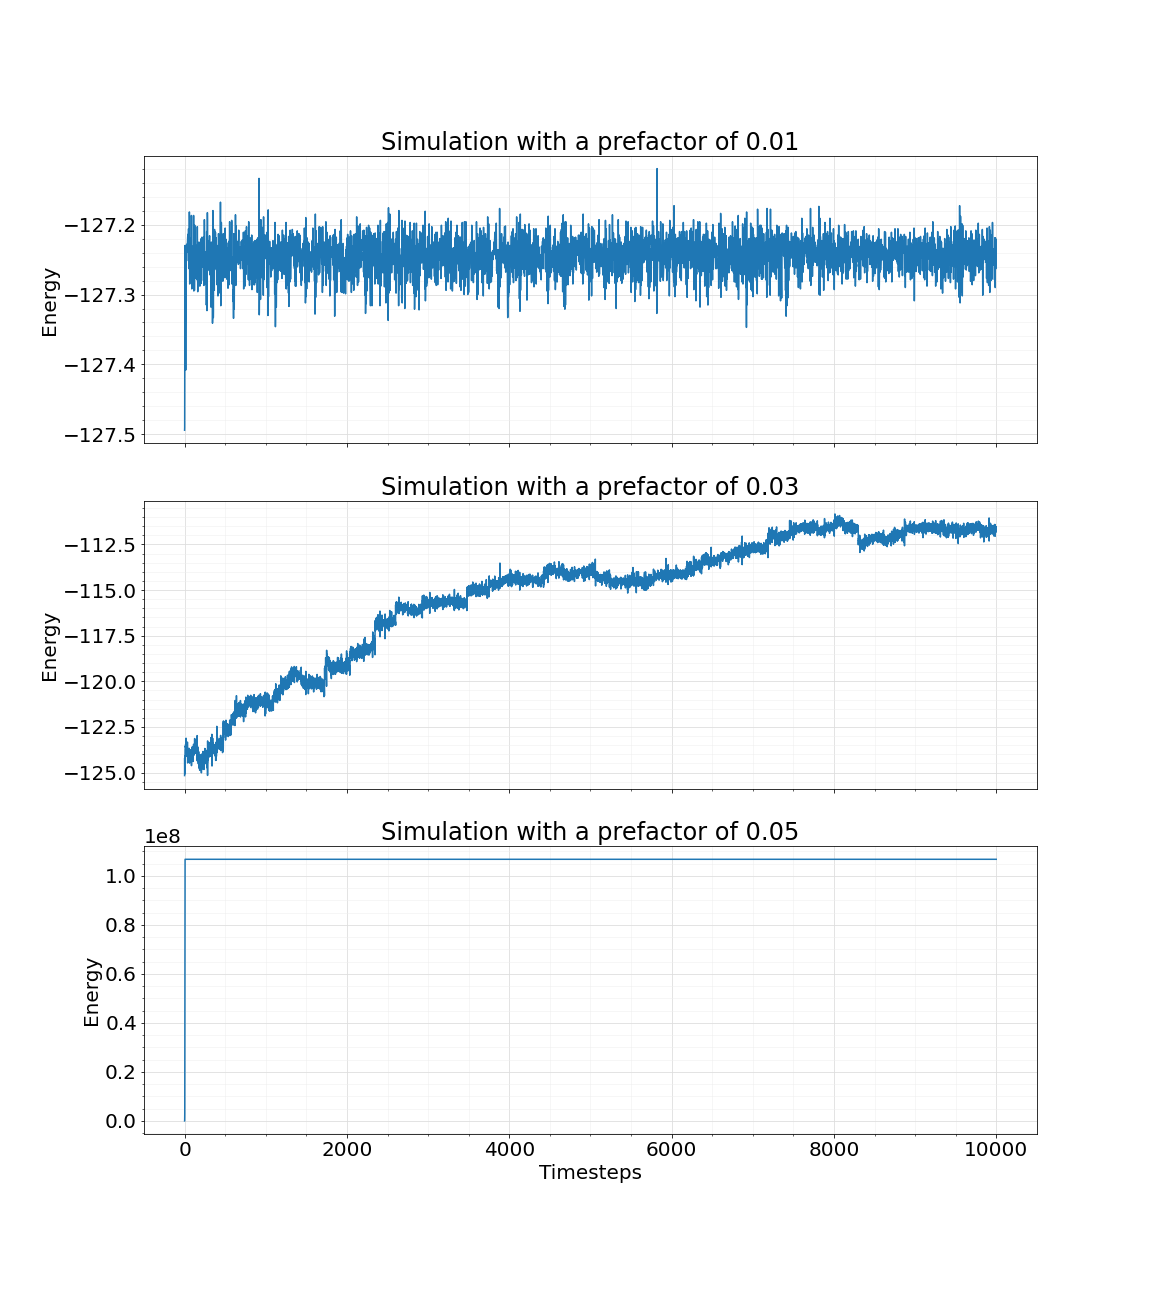 Simulation with a prefactor of 0.01
Energy
−127.2
−127.3
−127.4
−127.5
Simulation with a prefactor of 0.03
Energy
−112.5
−115.0
−117.5
−120.0
−122.5
−125.0
Simulation with a prefactor of 0.05
1e8
Energy
1.0
0.8
0.6
0.4
0.2
0.0
0 2000 4000 6000 8000 10000
Timesteps